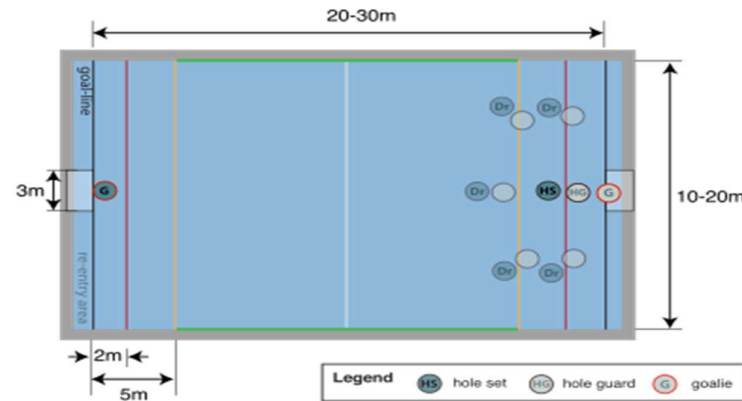 20-30m
goal-line
Dr
Dr
3m
G
Dr
HS
HG
G
10-20m
re-entry area
Dr
Dr
2m
5m
Legend
HS hole set
HG hole guard
G goalie